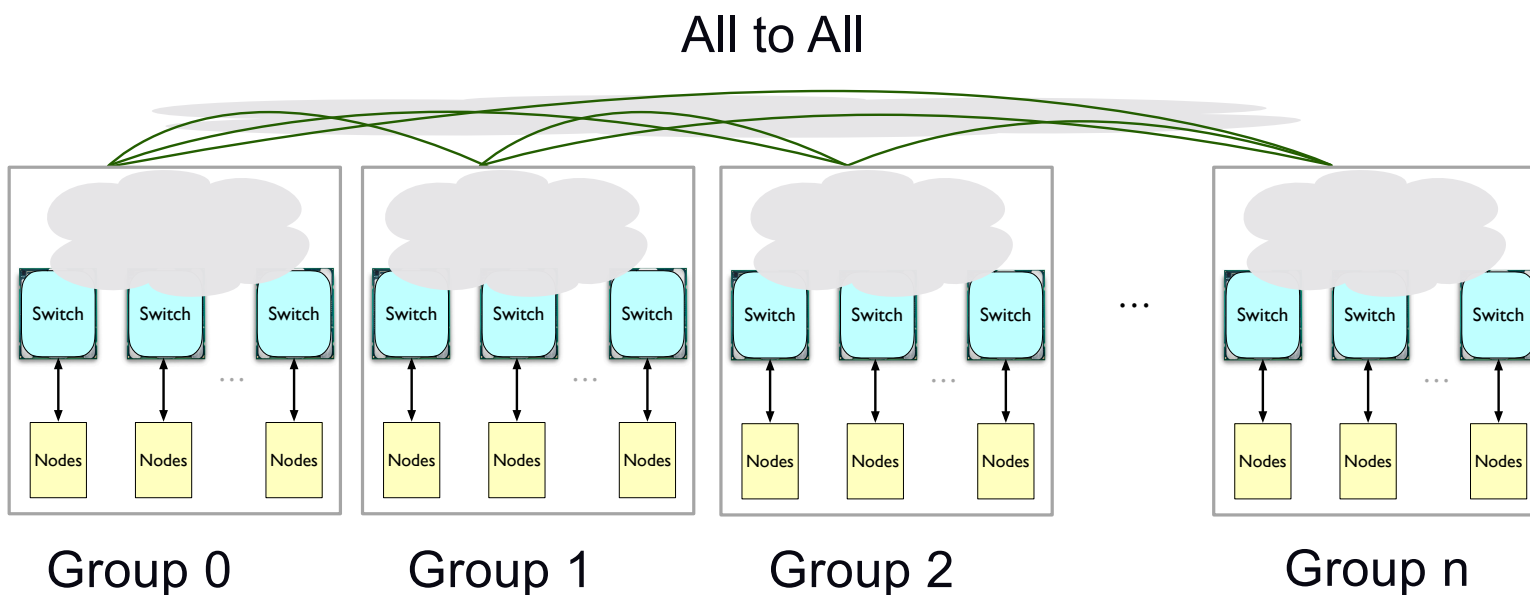 All to All
Switch Switch Switch Switch Switch Switch Switch Switch Switch ... Switch Switch Switch
... ... ... ...
Nodes Nodes Nodes Nodes Nodes Nodes Nodes Nodes Nodes Nodes Nodes Nodes
Group 0 Group 1 Group 2 Group n